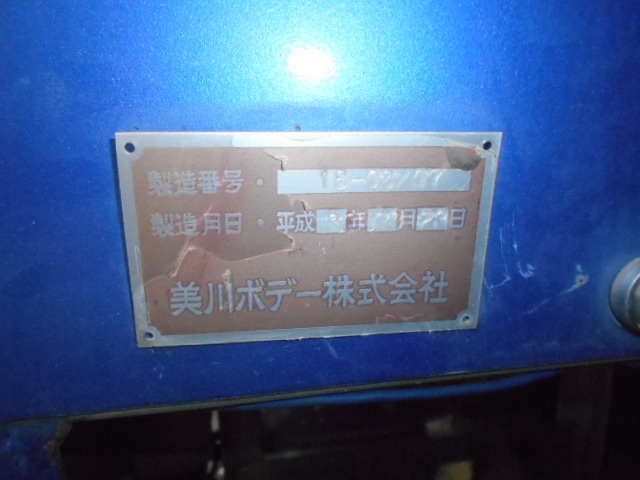 製造番号・
製造月日・平成 年 月 日
美川ボデー株式会社